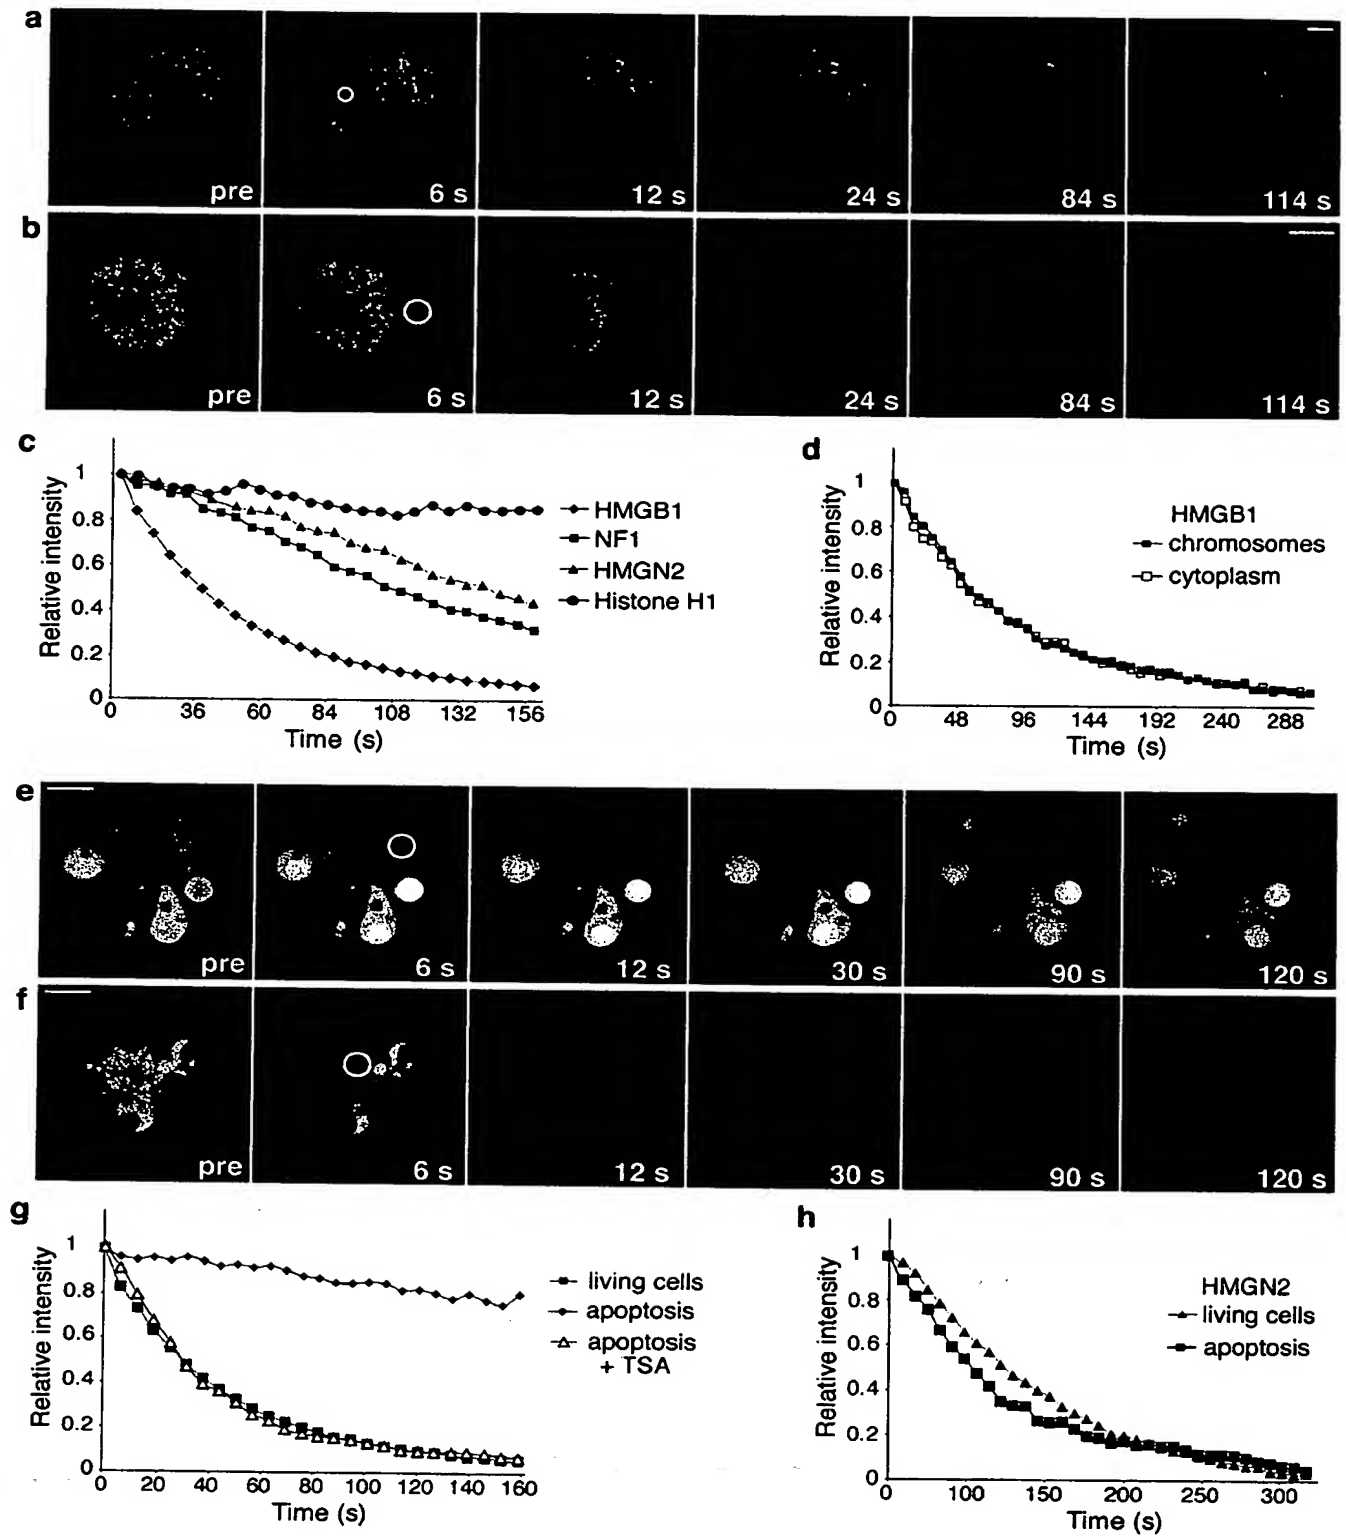 a
pre 6 s 12 s 24 s 84 s 114 s
b
pre 6 s 12 s 24 s 84 s 114 s
c
Relative intensity
1
0.8
0.6
0.4
0.2
0
0 36 60 84 108 132 156
Time (s)
HMGB1
NF1
HMGN2
Histone H1
d
Relative intensity
1
0.8
0.6
0.4
0.2
0
0 48 96 144 192 240 288
Time (s)
HMGB1
chromosomes
cytoplasm
e
pre 6 s 12 s 30 s 90 s 120 s
f
pre 6 s 12 s 30 s 90 s 120 s
g
Relative intensity
1
0.8
0.6
0.4
0.2
0
0 20 40 60 80 100 120 140 160
Time (s)
living cells
apoptosis
apoptosis
+ TSA
h
Relative intensity
1
0.8
0.6
0.4
0.2
0
0 100 150 200 250 300
Time (s)
HMGN2
living cells
apoptosis